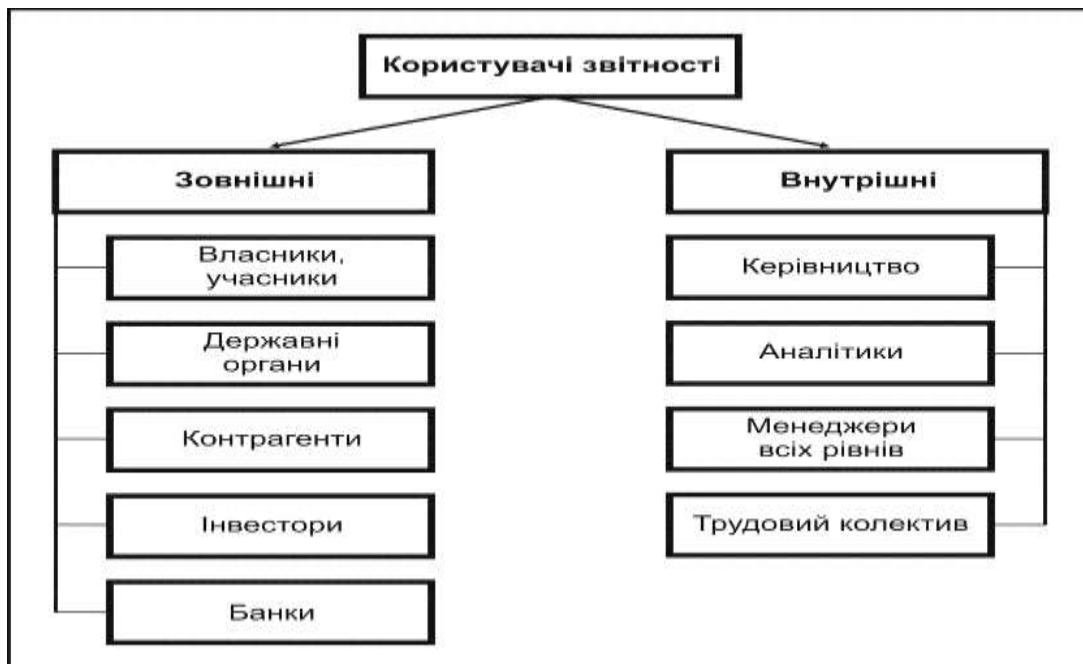 Користувачі звітності
Зовнішні
Власники,
учасники
Державні
органи
Контрагенти
Інвестори
Банки
Внутрішні
Керівництво
Аналітики
Менеджери
всіх рівнів
Трудовий колектив